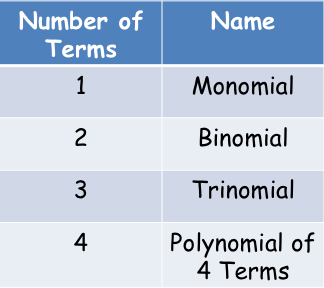 Number of Name
Terms
1 Monomial
2 Binomial
3 Trinomial
4 Polynomial of
4 Terms